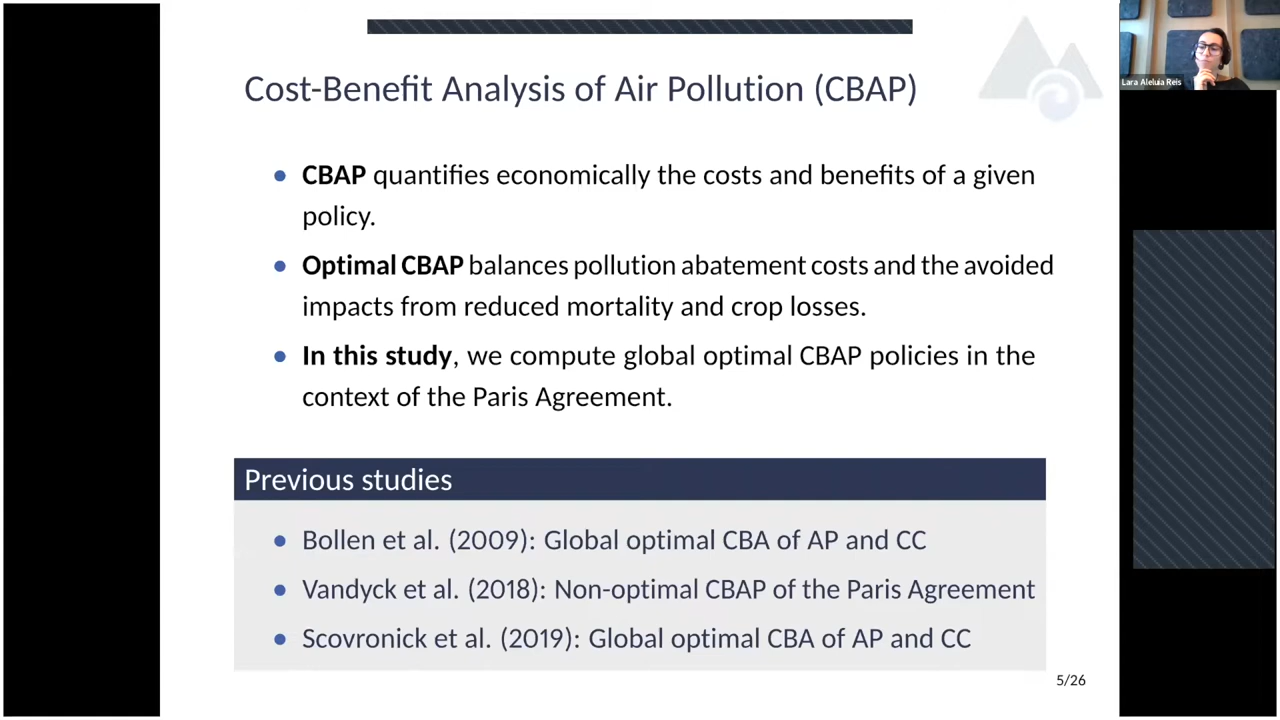 Cost-Benefit Analysis of Air Pollution (CBAP)
Lara Aleluia Reis
• CBAP quantifies economically the costs and benefits of a given
policy.
• Optimal CBAP balances pollution abatement costs and the avoided
impacts from reduced mortality and crop losses.
• In this study, we compute global optimal CBAP policies in the
context of the Paris Agreement.
Previous studies
• Bollen et al. (2009): Global optimal CBA of AP and CC
• Vandyck et al. (2018): Non-optimal CBAP of the Paris Agreement
• Scovronick et al. (2019): Global optimal CBA of AP and CC
5/26